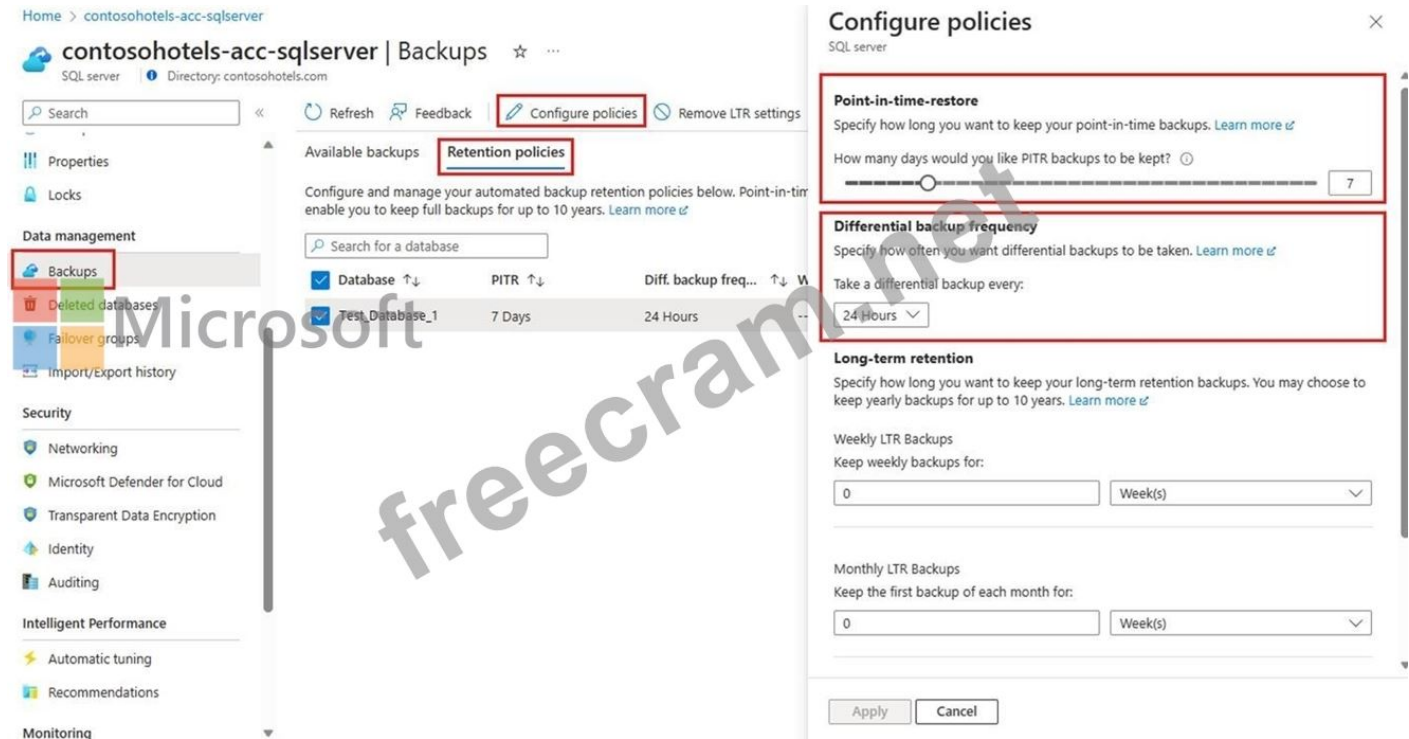 Home > contosohotels-acc-sqlserver
contosohotels-acc-sqlserver | Backups
SQL server
Directory: contosohotels.com
Search
Properties
Locks
Data management
Backups
Deleted databases
Failover groups
Import/Export history
Security
Networking
Microsoft Defender for Cloud
Transparent Data Encryption
Identity
Auditing
Intelligent Performance
Automatic tuning
Recommendations
Monitoring
Refresh Feedback Configure policies Remove LTR settings
Available backups Retention policies
Configure and manage your automated backup retention policies below. Point-in-tim
enable you to keep full backups for up to 10 years. Learn more
Search for a database
Database PITR Diff. backup freq... W
Test_Database_1 7 Days 24 Hours --
Configure policies
SQL server
Point-in-time-restore
Specify how long you want to keep your point-in-time backups. Learn more
How many days would you like PITR backups to be kept?
7
Differential backup frequency
Specify how often you want differential backups to be taken. Learn more
Take a differential backup every:
24 Hours
Long-term retention
Specify how long you want to keep your long-term retention backups. You may choose to
keep yearly backups for up to 10 years. Learn more
Weekly LTR Backups
Keep weekly backups for:
0 Week(s)
Monthly LTR Backups
Keep the first backup of each month for:
0 Week(s)
Apply Cancel
Microsoft
freecram.net